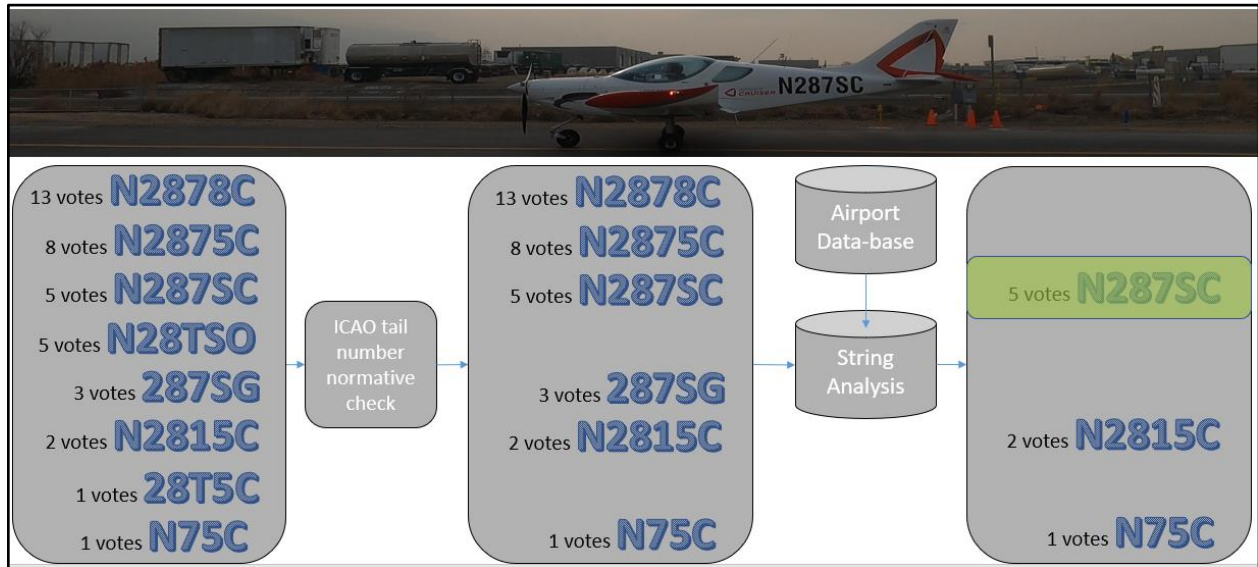 N287SC
CRUISER
13 votes N2878C
8 votes N2875C
5 votes N287SC
5 votes N28TSO
3 votes 287SG
2 votes N2815C
1 votes 28T5C
1 votes N75C
ICAO tail
number
normative
check
13 votes N2878C
8 votes N2875C
5 votes N287SC
3 votes 287SG
2 votes N2815C
1 votes N75C
Airport
Data-base
String
Analysis
5 votes N287SC
2 votes N2815C
1 votes N75C